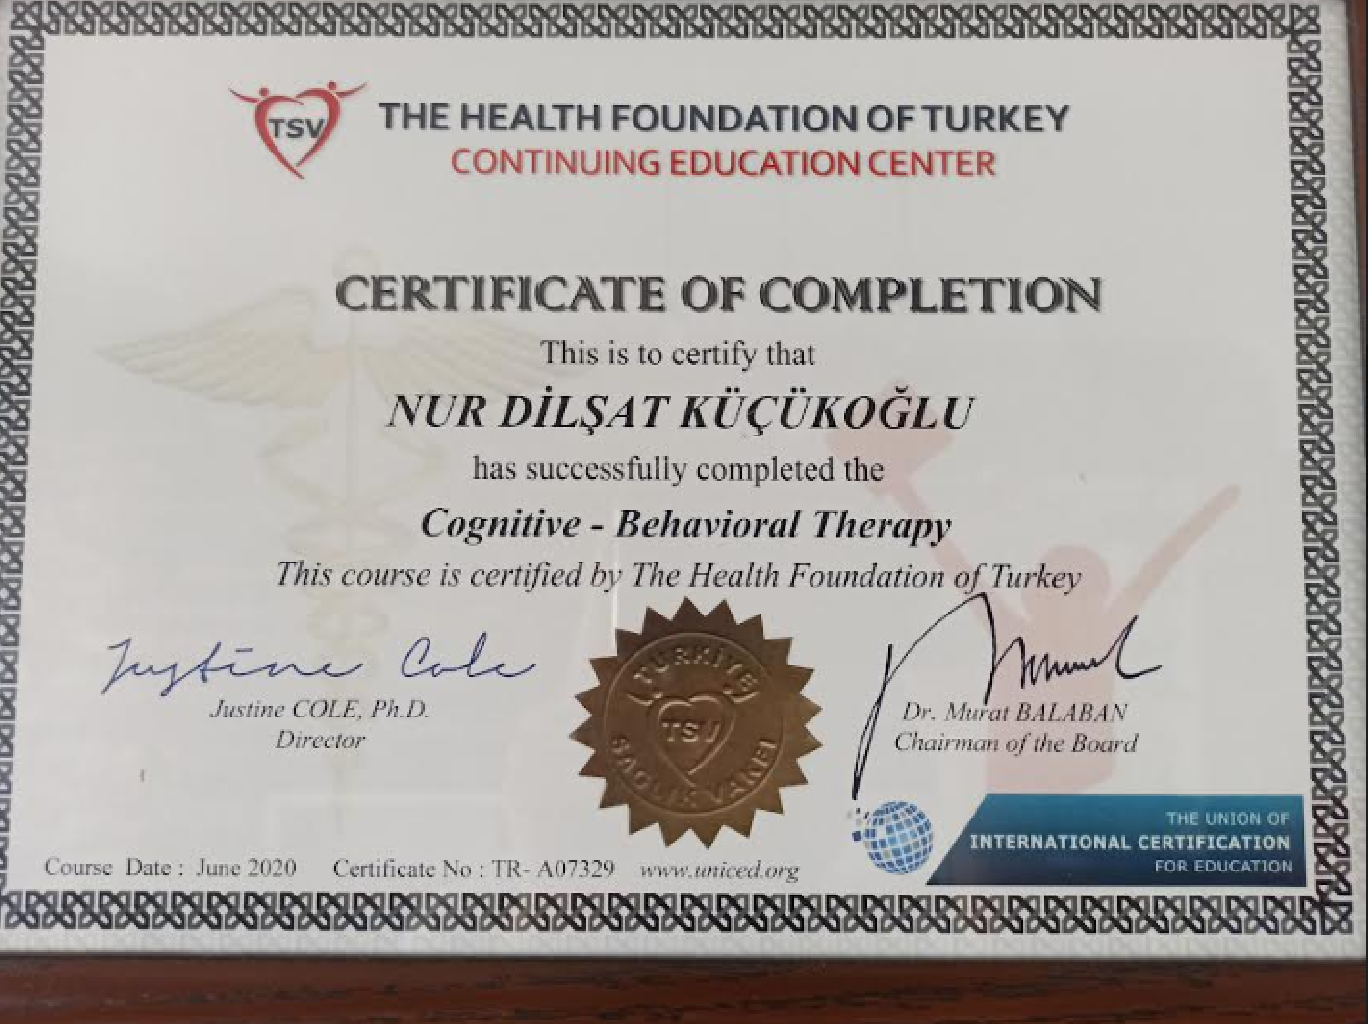 TSV
THE HEALTH FOUNDATION OF TURKEY
CONTINUING EDUCATION CENTER
CERTIFICATE OF COMPLETION
This is to certify that
NUR DİLŞAT KÜÇÜKOĞLU
has successfully completed the
Cognitive - Behavioral Therapy
This course is certified by The Health Foundation of Turkey
Justine Cole
Justine COLE, Ph.D.
Director
TÜRKİYE
TSV
SAĞLIK VAKFI
Dr. Murat BALABAN
Chairman of the Board
THE UNION OF
INTERNATIONAL CERTIFICATION
FOR EDUCATION
Course Date : June 2020 Certificate No : TR- A07329 www.uniced.org